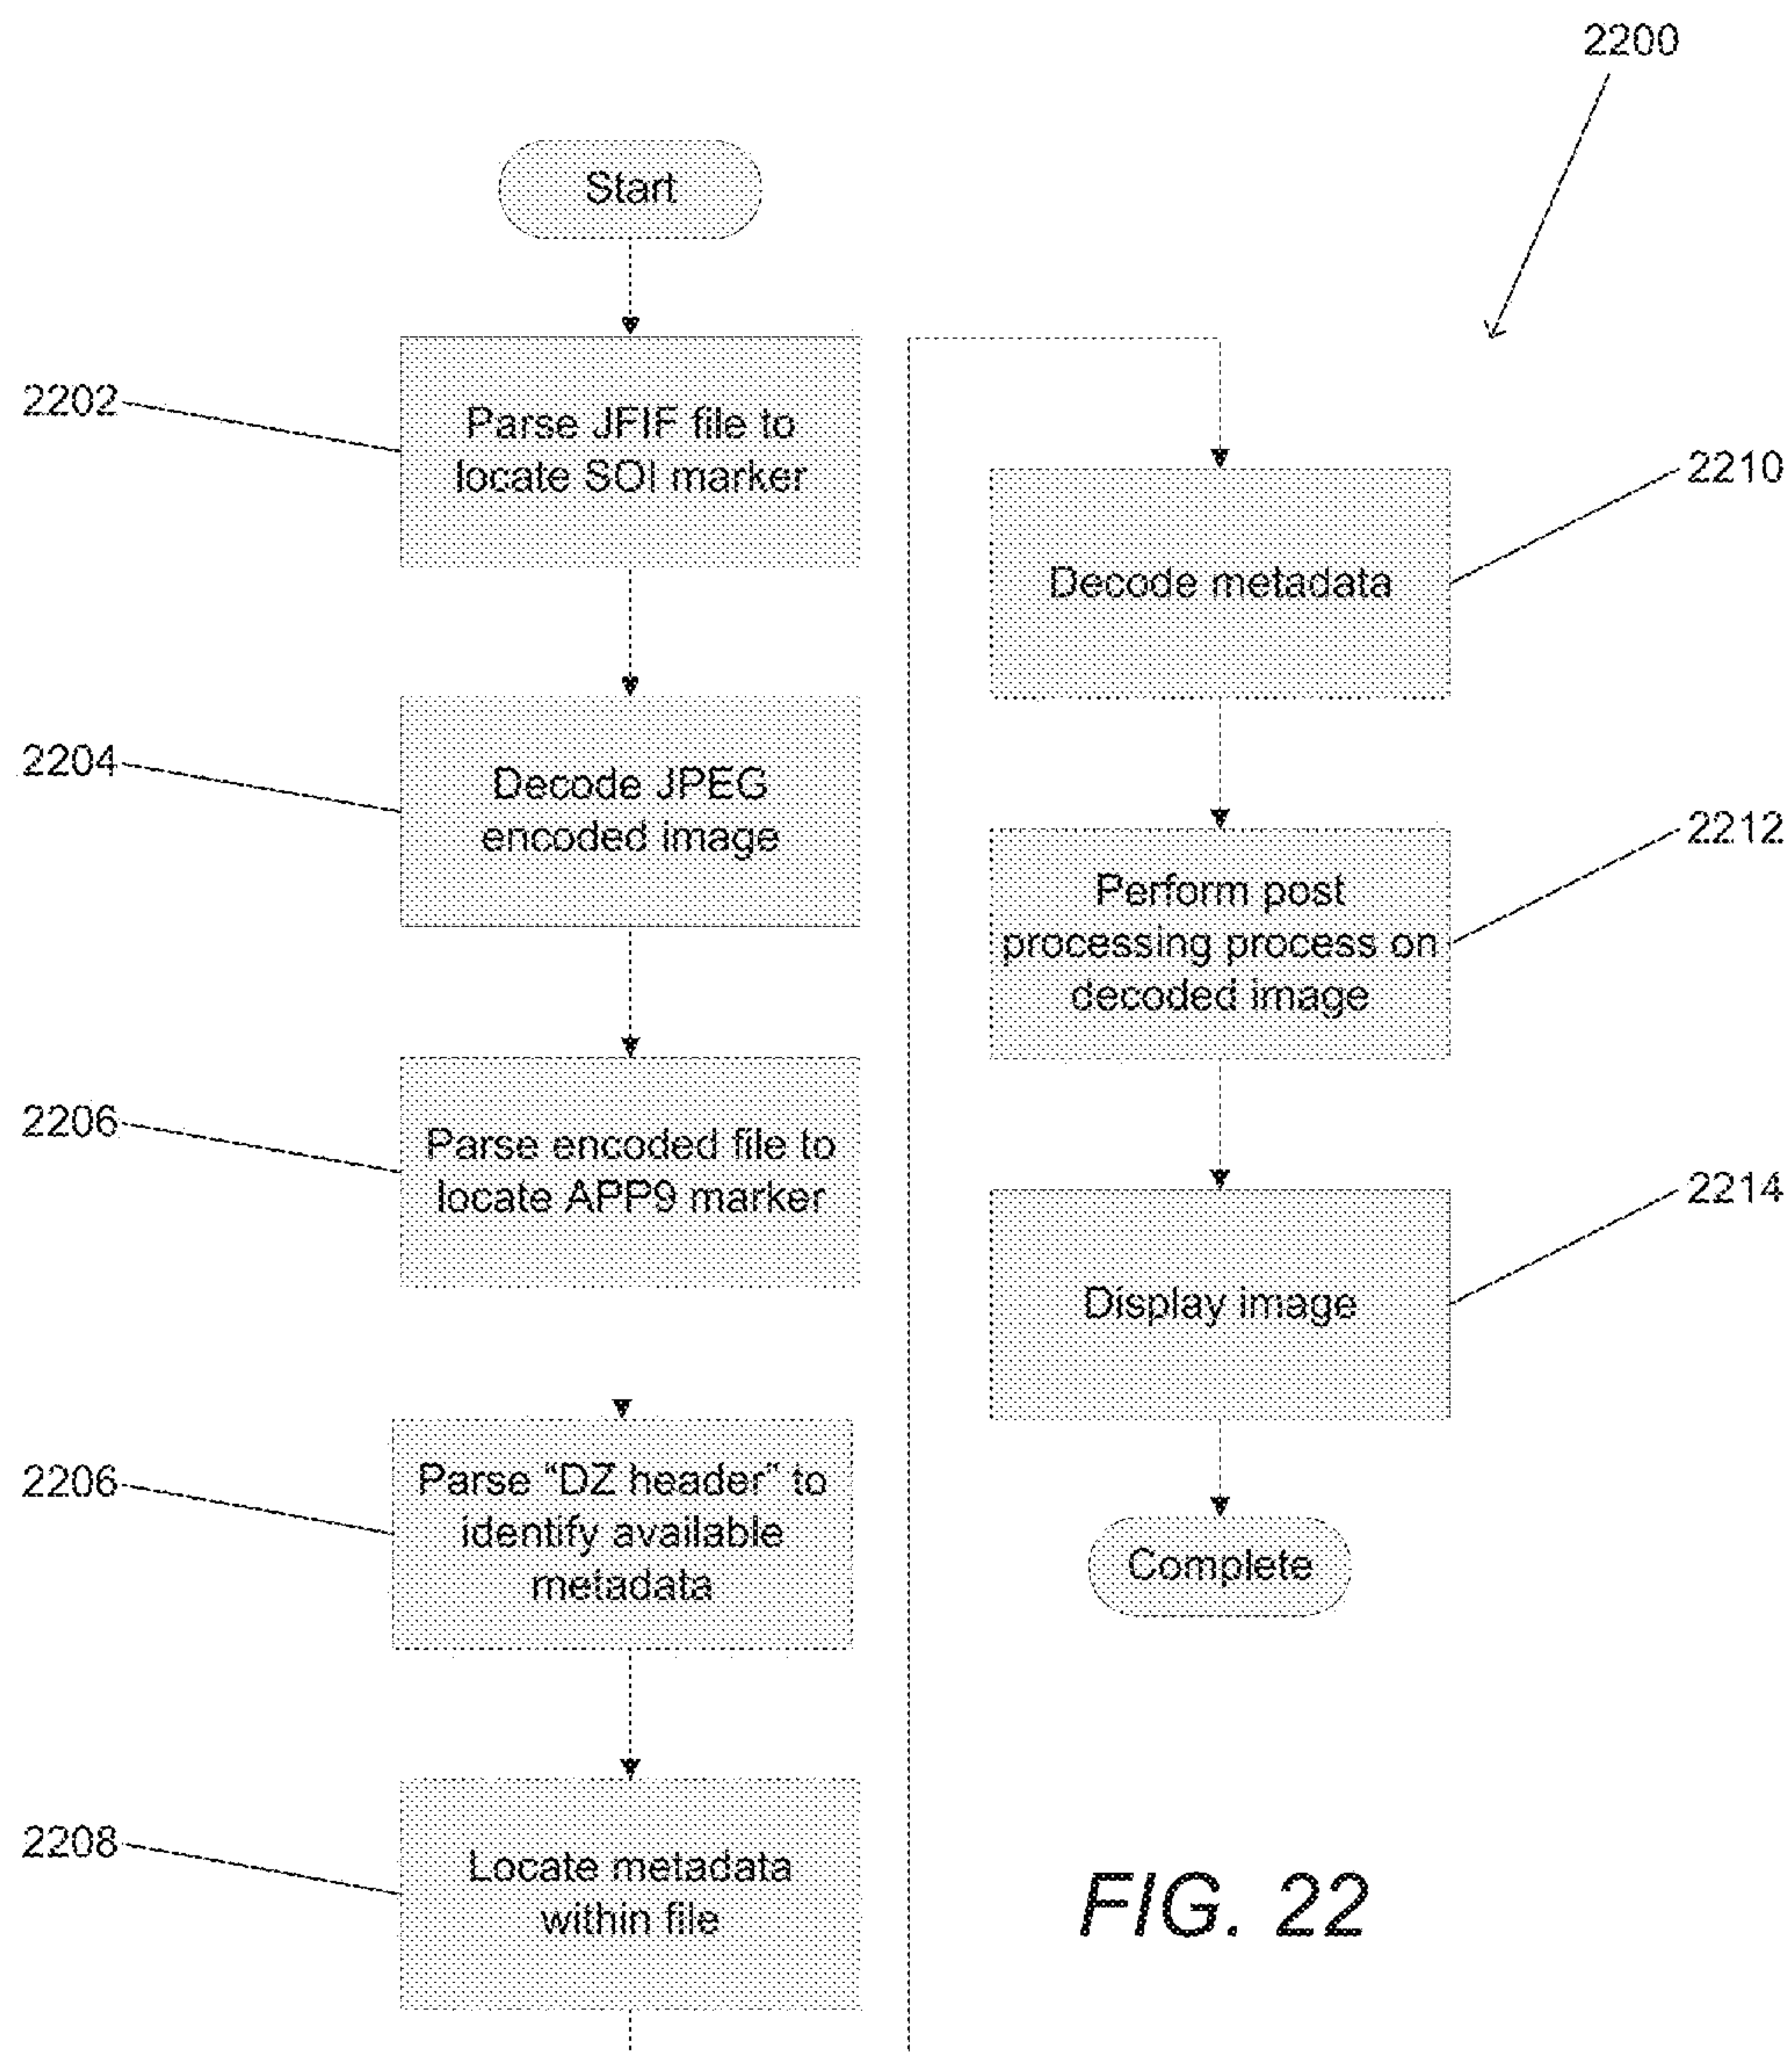 2200
Start
2202
Parse JFIF file to
locate SOI marker
2204
Decode JPEG
encoded image
2206
Parse encoded file to
locate APP9 marker
2206
Parse “DZ header” to
identify available
metadata
2208
Locate metadata
within file
2210
Decode metadata
2212
Perform post
processing process on
decoded image
2214
Display image
Complete
FIG. 22